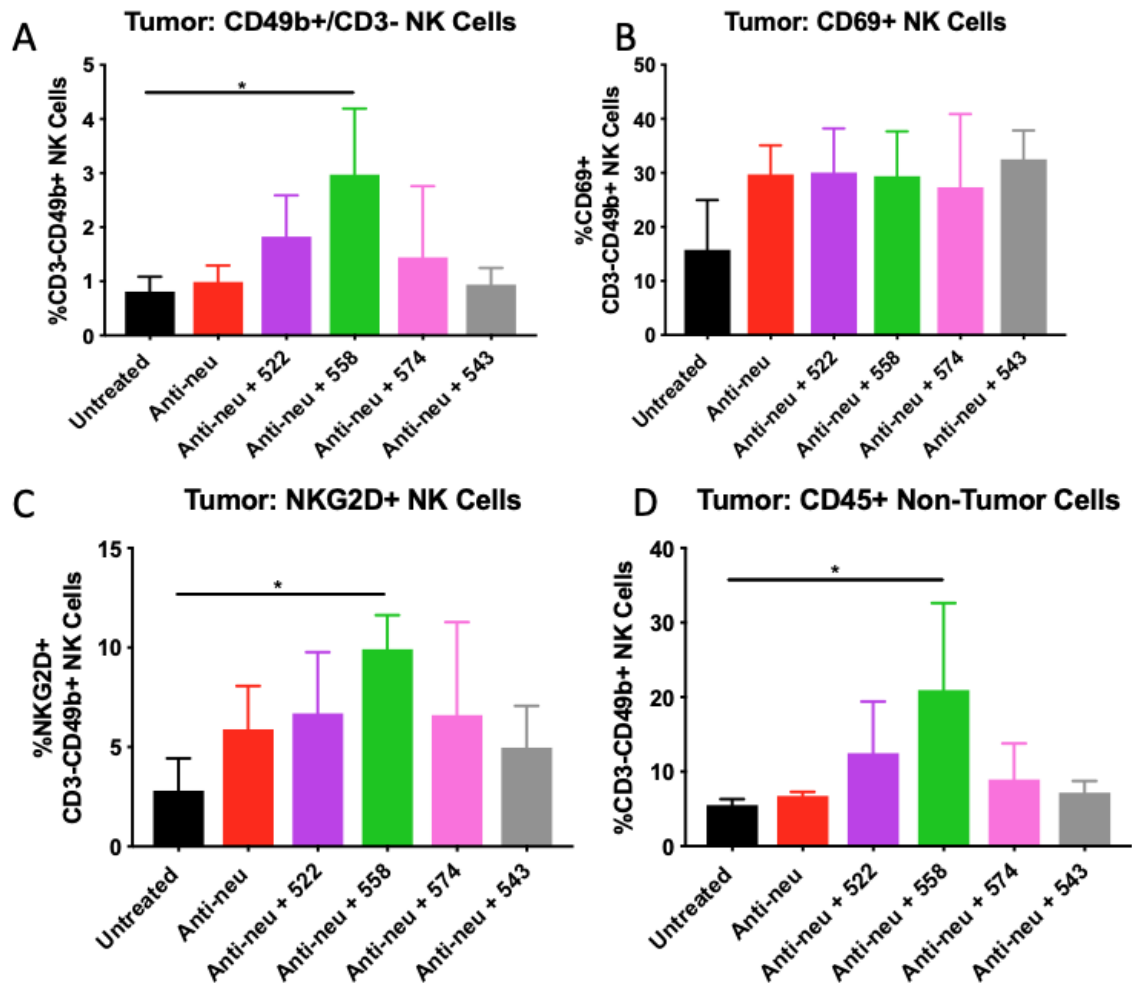 A
Tumor: CD49b+/CD3- NK Cells
%CD3-CD49b+ NK Cells
5
4
3
2
1
0
*
Untreated
Anti-neu
Anti-neu + 522
Anti-neu + 558
Anti-neu + 574
Anti-neu + 543
B
Tumor: CD69+ NK Cells
%CD69+
CD3-CD49b+ NK Cells
50
40
30
20
10
0
Untreated
Anti-neu
Anti-neu + 522
Anti-neu + 558
Anti-neu + 574
Anti-neu + 543
C
Tumor: NKG2D+ NK Cells
%NKG2D+
CD3-CD49b+ NK Cells
15
10
5
0
*
Untreated
Anti-neu
Anti-neu + 522
Anti-neu + 558
Anti-neu + 574
Anti-neu + 543
D
Tumor: CD45+ Non-Tumor Cells
%CD3-CD49b+ NK Cells
40
30
20
10
0
*
Untreated
Anti-neu
Anti-neu + 522
Anti-neu + 558
Anti-neu + 574
Anti-neu + 543